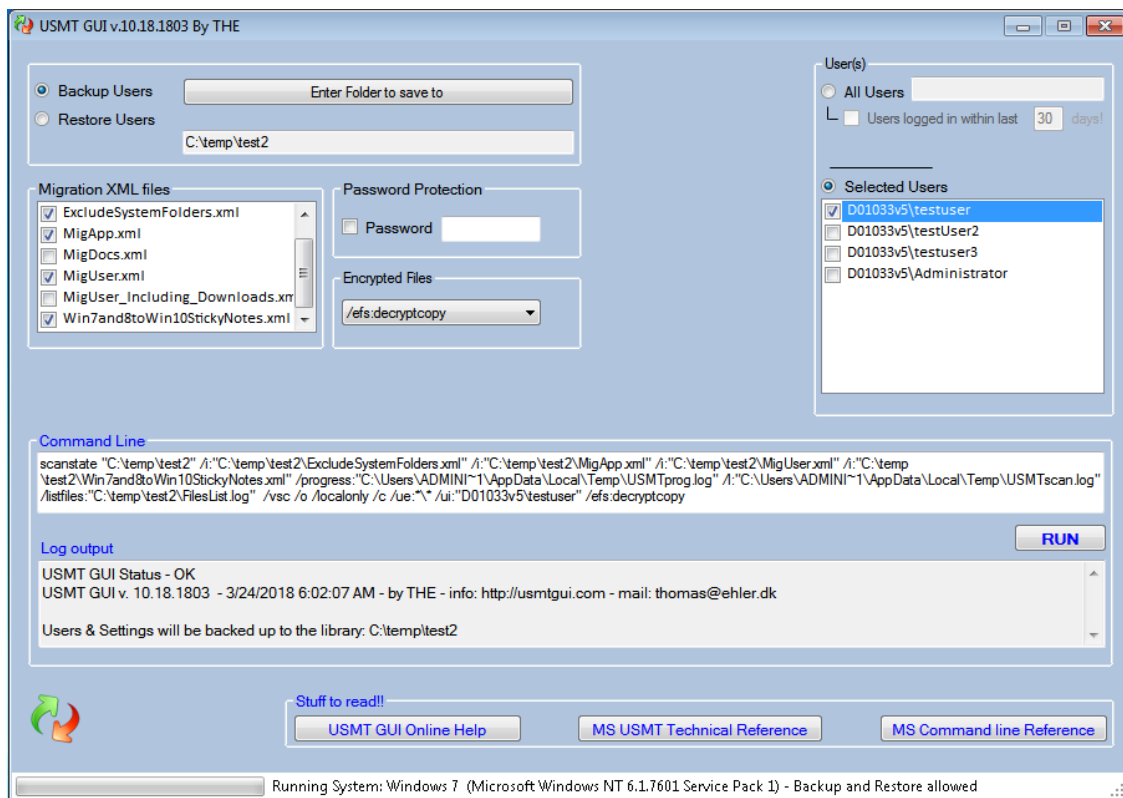 USMT GUI v.10.18.1803 By THE
Backup Users
Enter Folder to save to
Restore Users
C:\temp\test2
User(s)
All Users
Users logged in within last 30 days!
Selected Users
D01033v5\testuser
D01033v5\testUser2
D01033v5\testuser3
D01033v5\Administrator
Migration XML files
ExcludeSystemFolders.xml
MigApp.xml
MigDocs.xml
MigUser.xml
MigUser_Including_Downloads.xm
Win7and8toWin10StickyNotes.xml
Password Protection
Password
Encrypted Files
/efs:decryptcopy
Command Line
scanstate "C:\temp\test2" /i:"C:\temp\test2\ExcludeSystemFolders.xml" /i:"C:\temp\test2\MigApp.xml" /i:"C:\temp\test2\MigUser.xml" /i:"C:\temp
\test2\Win7and8toWin10StickyNotes.xml" /progress:"C:\Users\ADMINI~1\AppData\Local\Temp\USMTprog.log" /l:"C:\Users\ADMINI~1\AppData\Local\Temp\USMTscan.log"
/listfiles:"C:\temp\test2\FilesList.log" /vsc /o /localonly /c /ue:*\* /ui:"D01033v5\testuser" /efs:decryptcopy
RUN
Log output
USMT GUI Status - OK
USMT GUI v. 10.18.1803 - 3/24/2018 6:02:07 AM - by THE - info: http://usmtgui.com - mail: thomas@ehler.dk
Users & Settings will be backed up to the library: C:\temp\test2
Stuff to read!!
USMT GUI Online Help
MS USMT Technical Reference
MS Command line Reference
Running System: Windows 7 (Microsoft Windows NT 6.1.7601 Service Pack 1) - Backup and Restore allowed